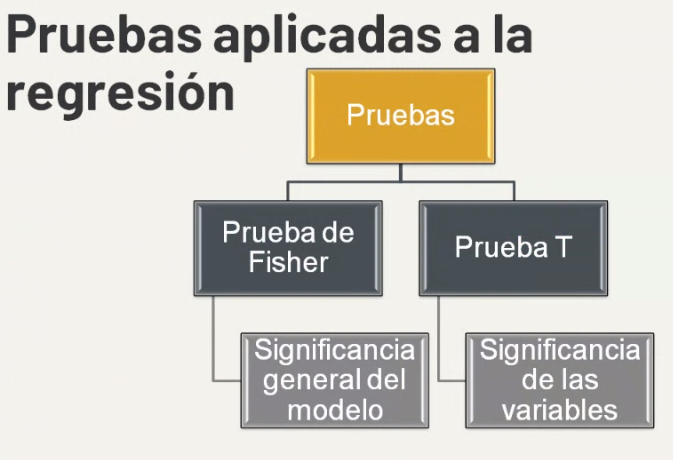 Pruebas aplicadas a la
regresión
Pruebas
Prueba de
Fisher
Prueba T
Significancia
general del
modelo
Significancia
de las
variables